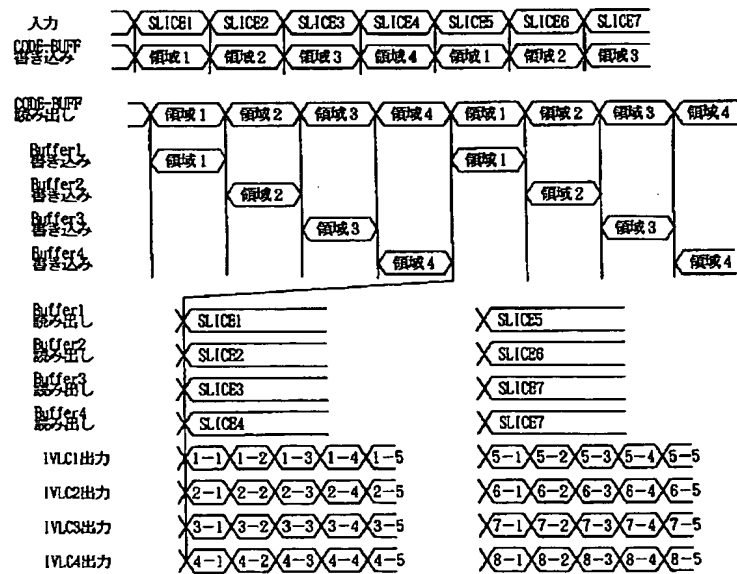 入力 SLICE1 SLICE2 SLICE3 SLICE4 SLICE5 SLICE6 SLICE7
CODE-BUFF
書き込み 領域1 領域2 領域3 領域4 領域1 領域2 領域3
CODE-BUFF
読み出し 領域1 領域2 領域3 領域4 領域1 領域2 領域3 領域4
Buffer1
書き込み 領域1 領域1
Buffer2
書き込み 領域2 領域2
Buffer3
書き込み 領域3 領域3
Buffer4
書き込み 領域4 領域4
Buffer1
読み出し SLICE1 SLICE5
Buffer2
読み出し SLICE2 SLICE6
Buffer3
読み出し SLICE3 SLICE7
Buffer4
読み出し SLICE4 SLICE7
IVLC1出力 1-1 1-2 1-3 1-4 1-5 5-1 5-2 5-3 5-4 5-5
IVLC2出力 2-1 2-2 2-3 2-4 2-5 6-1 6-2 6-3 6-4 6-5
IVLC3出力 3-1 3-2 3-3 3-4 3-5 7-1 7-2 7-3 7-4 7-5
IVLC4出力 4-1 4-2 4-3 4-4 4-5 8-1 8-2 8-3 8-4 8-5